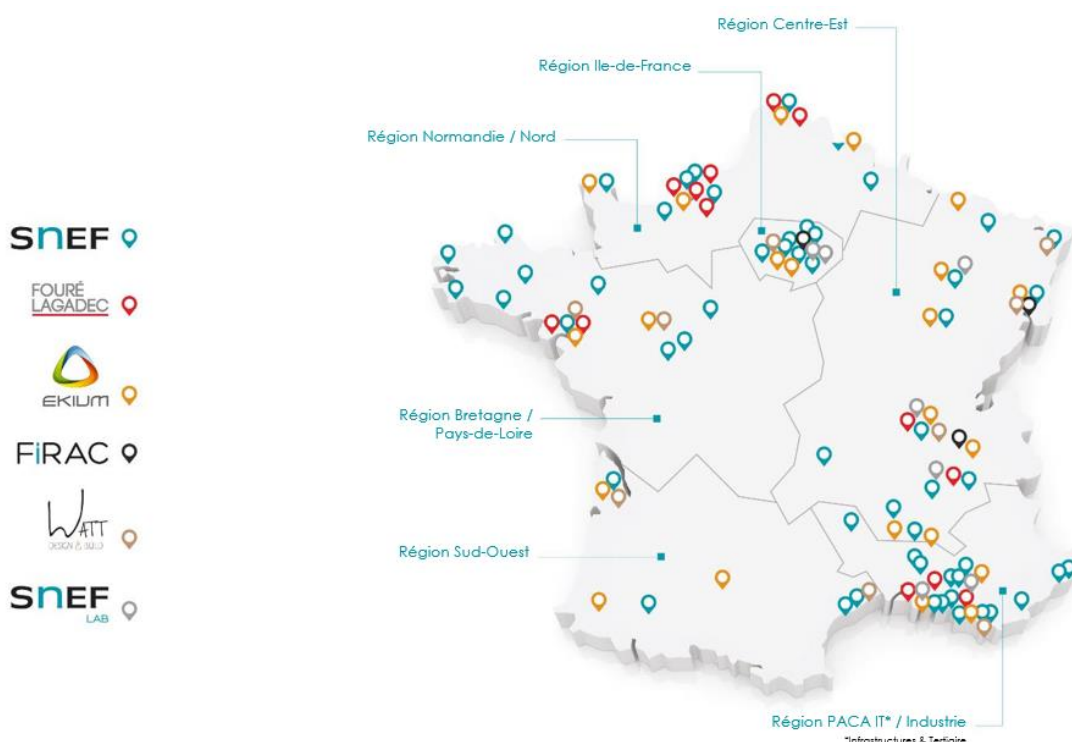 Région Centre-Est
Région Ile-de-France
Région Normandie / Nord
SnEF
FOURÉ
LAGADEC
EKIUM
FiRAC
WATT
DESIGN & BUILD
SnEF
LAB
Région Bretagne /
Pays-de-Loire
Région Sud-Ouest
Région PACA IT* / Industrie
*Infrastructures & Tertiaire